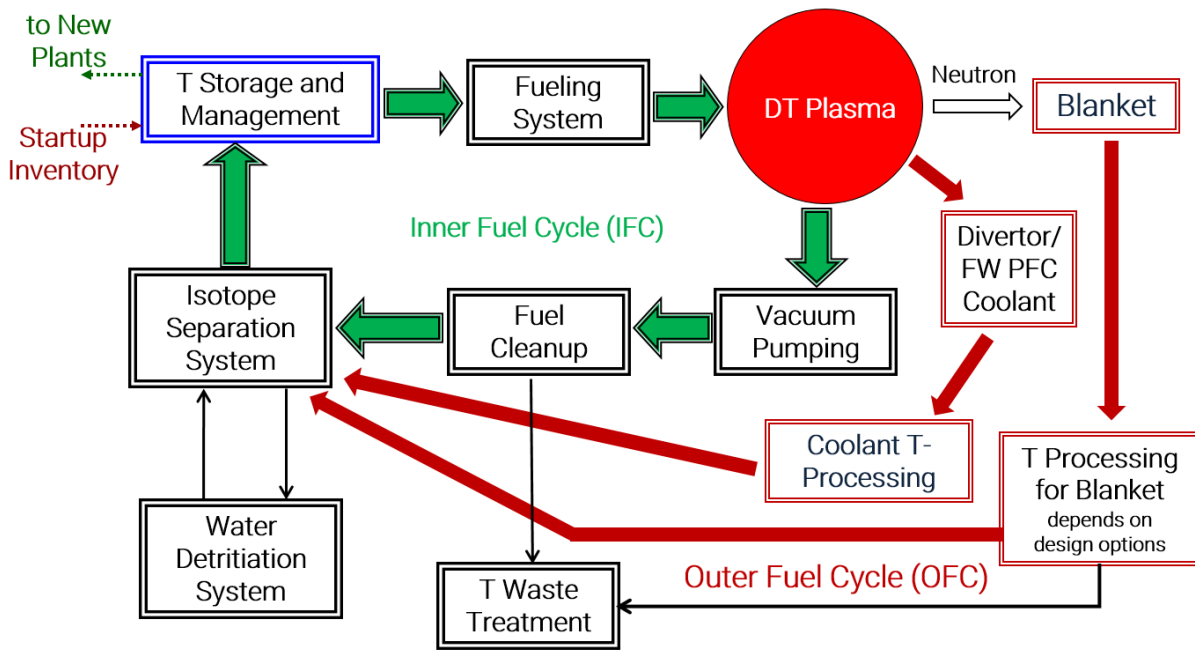 to New
Plants
Startup
Inventory
T Storage and
Management
Fueling
System
DT Plasma
Neutron
Blanket
Inner Fuel Cycle (IFC)
Divertor/
FW PFC
Coolant
Isotope
Separation
System
Fuel
Cleanup
Vacuum
Pumping
Coolant T-
Processing
T Processing
for Blanket
depends on
design options
Water
Detritiation
System
T Waste
Treatment
Outer Fuel Cycle (OFC)